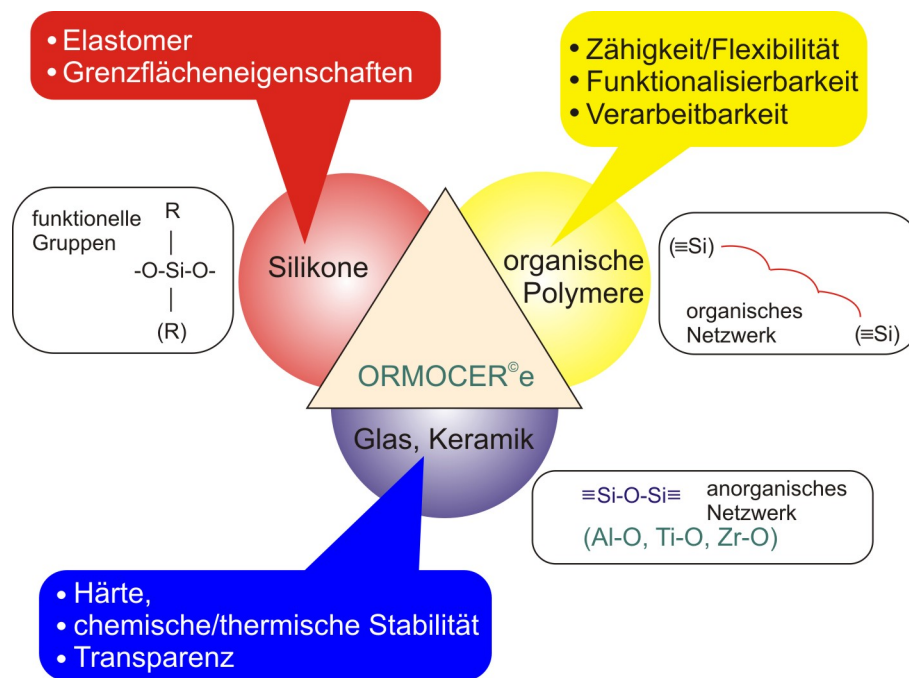 • Elastomer
• Grenzflächeneigenschaften
• Zähigkeit/Flexibilität
• Funktionalisierbarkeit
• Verarbeitbarkeit
funktionelle
Gruppen
R
|
-O-Si-O-
|
(R)
Silikone
organische
Polymere
(≡Si)
organisches
Netzwerk
(≡Si)
ORMOCER©e
Glas, Keramik
≡Si-O-Si≡ anorganisches
Netzwerk
(Al-O, Ti-O, Zr-O)
• Härte,
• chemische/thermische Stabilität
• Transparenz